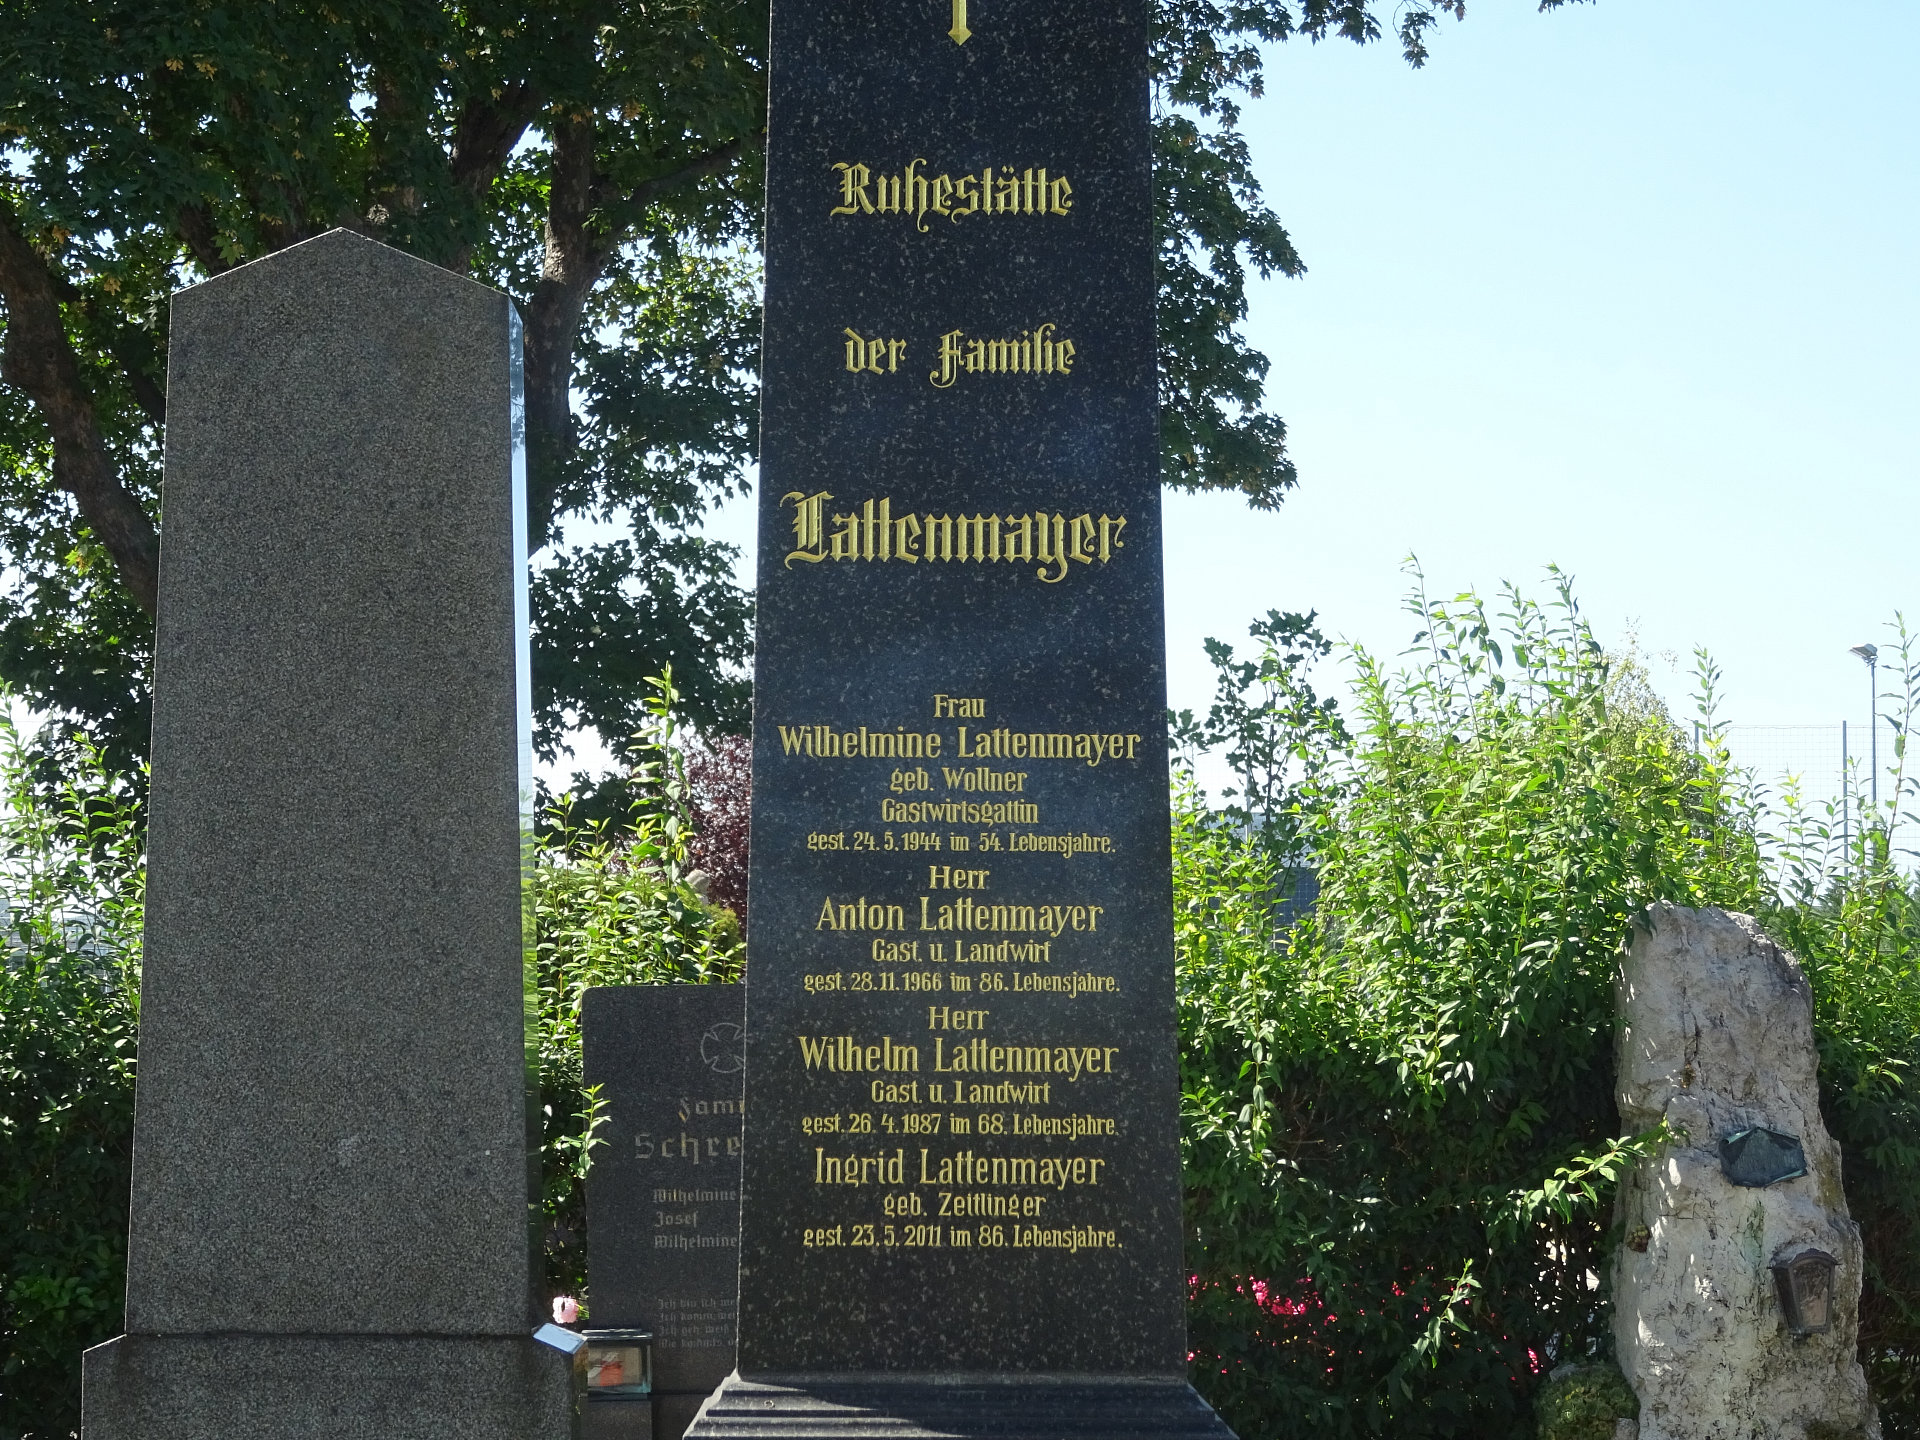 Ruhestätte
der Familie
Lattenmayer
Frau
Wilhelmine Lattenmayer
geb. Wollner
Gastwirtsgattin
gest. 24. 5. 1944 im 54. Lebensjahre.
Herr
Anton Lattenmayer
Gast. u. Landwirt
gest. 28. 11. 1966 im 86. Lebensjahre.
Herr
Wilhelm Lattenmayer
Gast. u. Landwirt
gest. 26. 4. 1987 im 68. Lebensjahre.
Ingrid Lattenmayer
geb. Zeitlinger
gest. 23. 5. 2011 im 86. Lebensjahre.
Wilhelmine
Josef
Wilhelmine